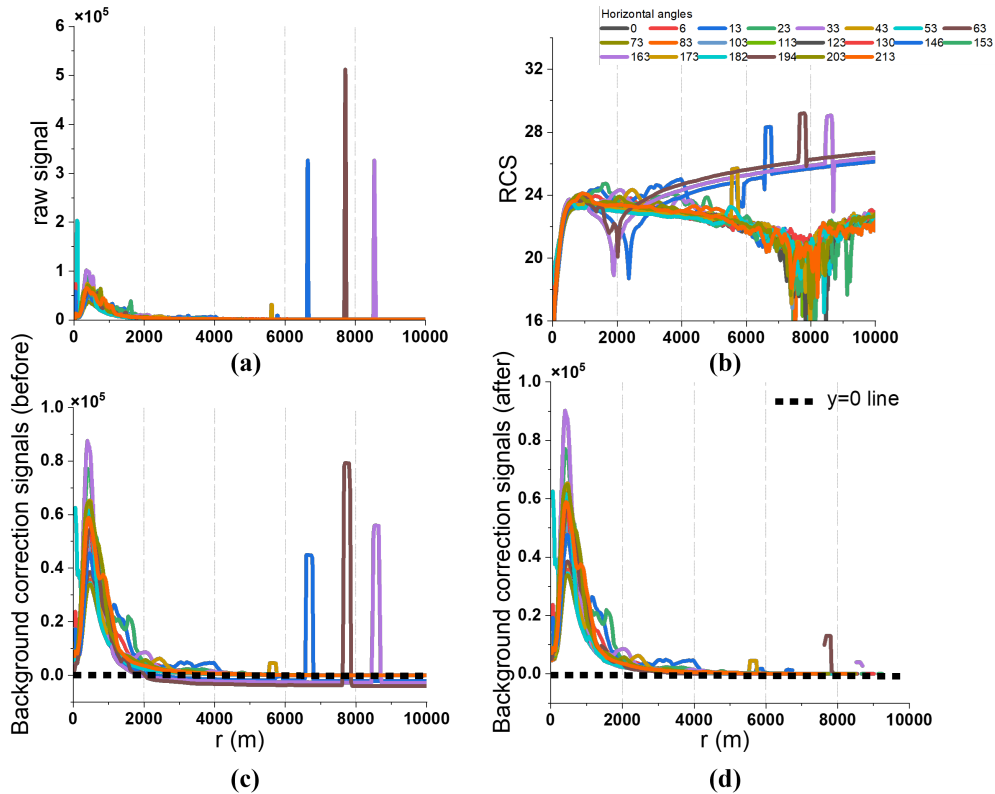 ×10⁵
6
5
4
3
2
1
0
raw signal
0 2000 4000 6000 8000 10000
(a)
Horizontal angles
0 6 13 23 33 43 53 63
73 83 103 113 123 130 146 153
163 173 182 194 203 213
32
28
24
20
16
RCS
0 2000 4000 6000 8000 10000
(b)
×10⁵
1.0
0.8
0.6
0.4
0.2
0.0
Background correction signals (before)
0 2000 4000 6000 8000 10000
r (m)
(c)
×10⁵
1.0
0.8
0.6
0.4
0.2
0.0
Background correction signals (after)
y=0 line
0 2000 4000 6000 8000 10000
r (m)
(d)